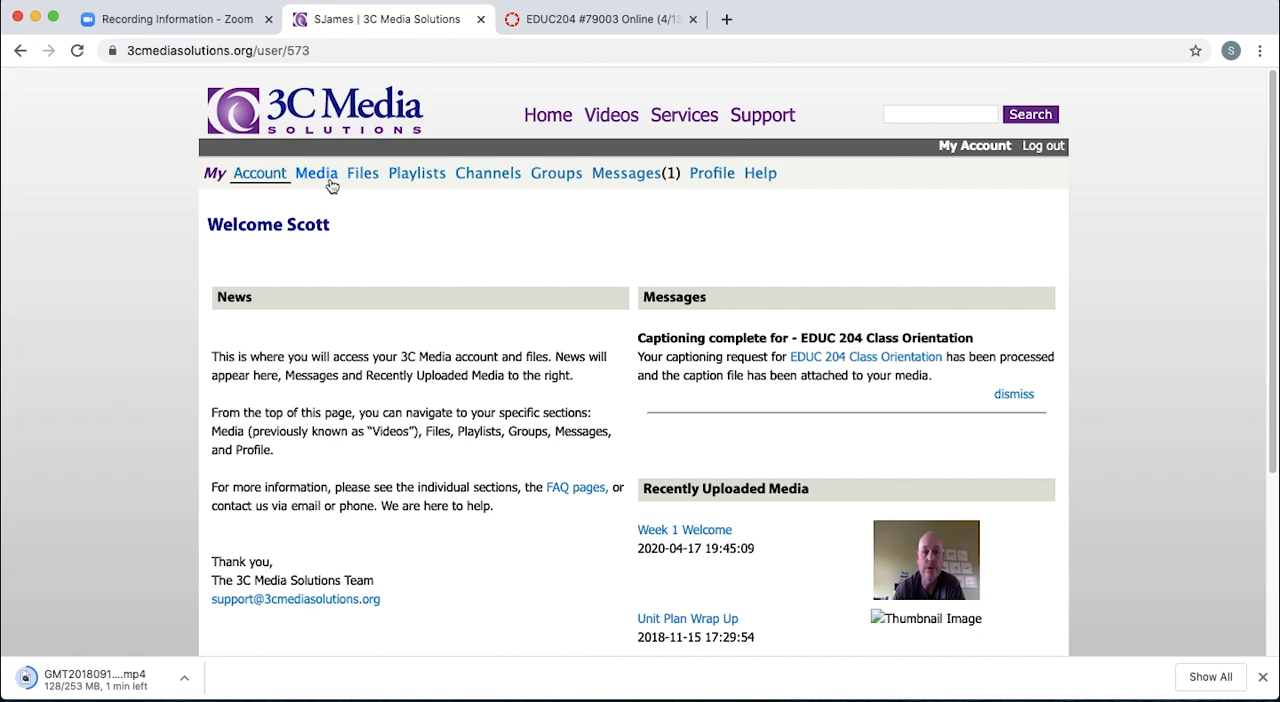 Recording Information - Zoom
SJames | 3C Media Solutions
EDUC204 #79003 Online (4/13
3cmediasolutions.org/user/573
S
3C Media
SOLUTIONS
Home Videos Services Support
Search
My Account Log out
My Account Media Files Playlists Channels Groups Messages(1) Profile Help
Welcome Scott
News
This is where you will access your 3C Media account and files. News will
appear here, Messages and Recently Uploaded Media to the right.
From the top of this page, you can navigate to your specific sections:
Media (previously known as “Videos”), Files, Playlists, Groups, Messages,
and Profile.
For more information, please see the individual sections, the FAQ pages, or
contact us via email or phone. We are here to help.
Thank you,
The 3C Media Solutions Team
support@3cmediasolutions.org
Messages
Captioning complete for - EDUC 204 Class Orientation
Your captioning request for EDUC 204 Class Orientation has been processed
and the caption file has been attached to your media.
dismiss
Recently Uploaded Media
Week 1 Welcome
2020-04-17 19:45:09
Unit Plan Wrap Up
2018-11-15 17:29:54
Thumbnail Image
GMT2018091....mp4
128/253 MB, 1 min left
Show All